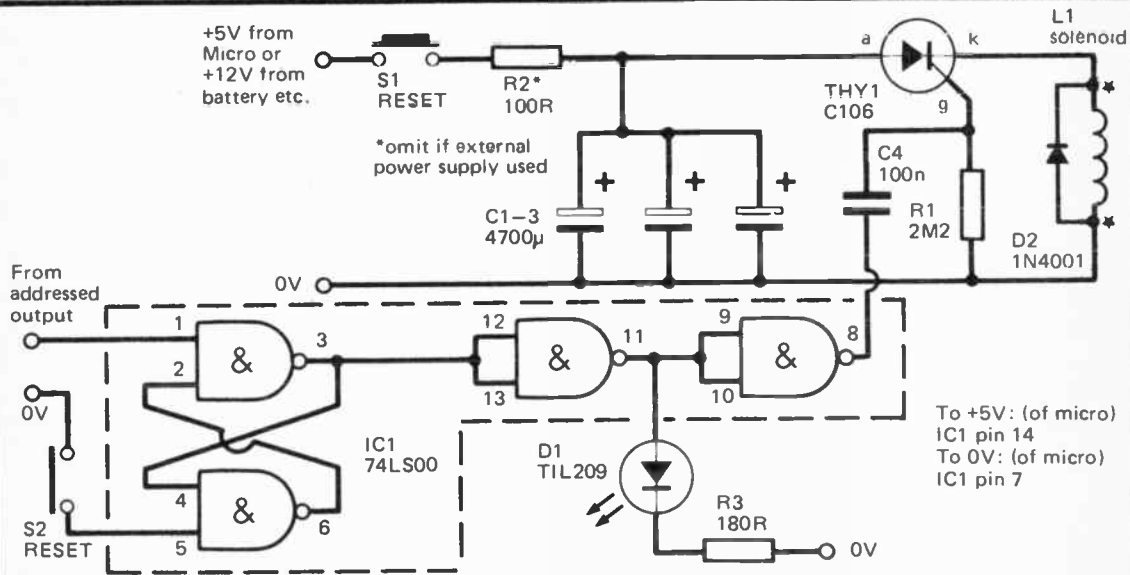 +5V from
Micro or
+12V from
battery etc.
S1
RESET
R2*
100R
*omit if external
power supply used
a
k
g
THY1
C106
L1
solenoid
*
*
+
+
+
C1-3
4700µ
C4
100n
R1
2M2
D2
1N4001
0V
From
addressed
output
0V
S2
RESET
1
2
&
3
4
5
&
6
IC1
74LS00
12
13
&
11
9
10
&
8
D1
TIL209
R3
180R
0V
To +5V: (of micro)
IC1 pin 14
To 0V: (of micro)
IC1 pin 7